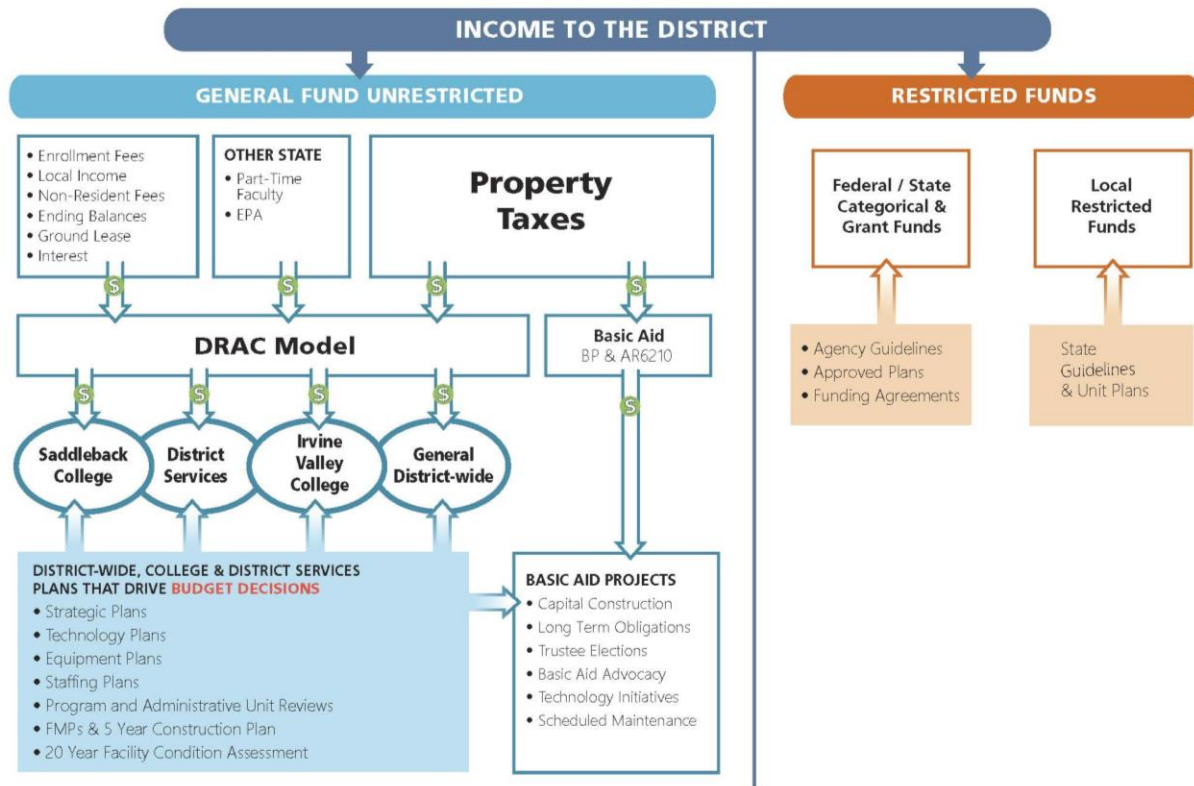 INCOME TO THE DISTRICT
GENERAL FUND UNRESTRICTED
• Enrollment Fees
• Local Income
• Non-Resident Fees
• Ending Balances
• Ground Lease
• Interest
OTHER STATE
• Part-Time
Faculty
• EPA
Property
Taxes
$ $ $ $
DRAC Model
Basic Aid
BP & AR6210
$ $ $ $ $
Saddleback
College
District
Services
Irvine
Valley
College
General
District-wide
DISTRICT-WIDE, COLLEGE & DISTRICT SERVICES
PLANS THAT DRIVE BUDGET DECISIONS
• Strategic Plans
• Technology Plans
• Equipment Plans
• Staffing Plans
• Program and Administrative Unit Reviews
• FMPs & 5 Year Construction Plan
• 20 Year Facility Condition Assessment
BASIC AID PROJECTS
• Capital Construction
• Long Term Obligations
• Trustee Elections
• Basic Aid Advocacy
• Technology Initiatives
• Scheduled Maintenance
RESTRICTED FUNDS
Federal / State
Categorical &
Grant Funds
Local
Restricted
Funds
• Agency Guidelines
• Approved Plans
• Funding Agreements
State
Guidelines
& Unit Plans